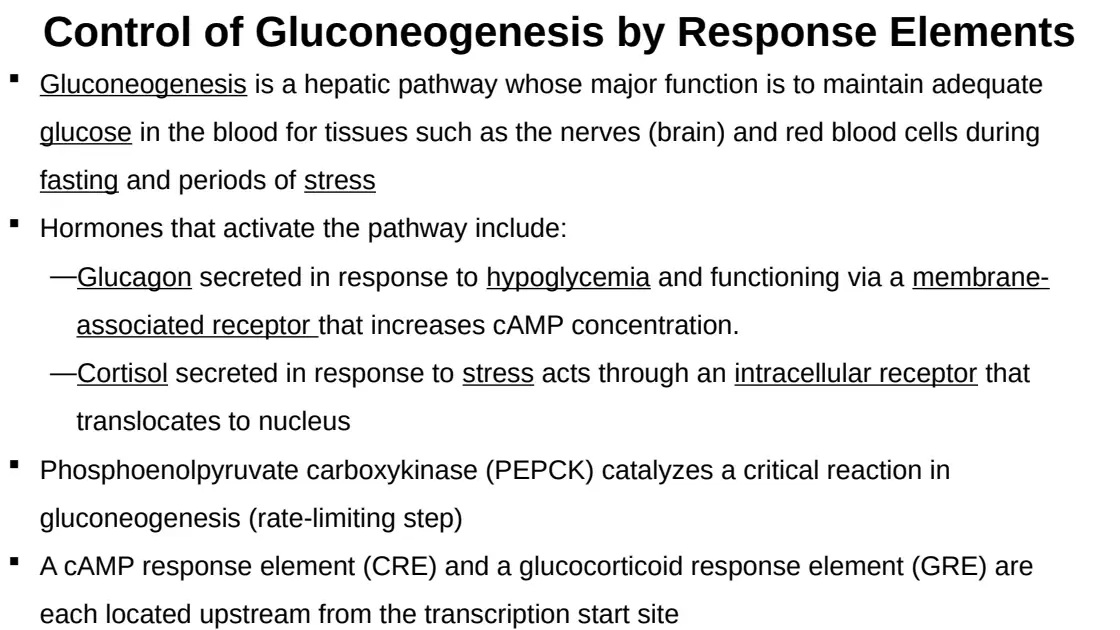 Control of Gluconeogenesis by Response Elements
▪ Gluconeogenesis is a hepatic pathway whose major function is to maintain adequate
glucose in the blood for tissues such as the nerves (brain) and red blood cells during
fasting and periods of stress
▪ Hormones that activate the pathway include:
—Glucagon secreted in response to hypoglycemia and functioning via a membrane-
associated receptor that increases cAMP concentration.
—Cortisol secreted in response to stress acts through an intracellular receptor that
translocates to nucleus
▪ Phosphoenolpyruvate carboxykinase (PEPCK) catalyzes a critical reaction in
gluconeogenesis (rate-limiting step)
▪ A cAMP response element (CRE) and a glucocorticoid response element (GRE) are
each located upstream from the transcription start site